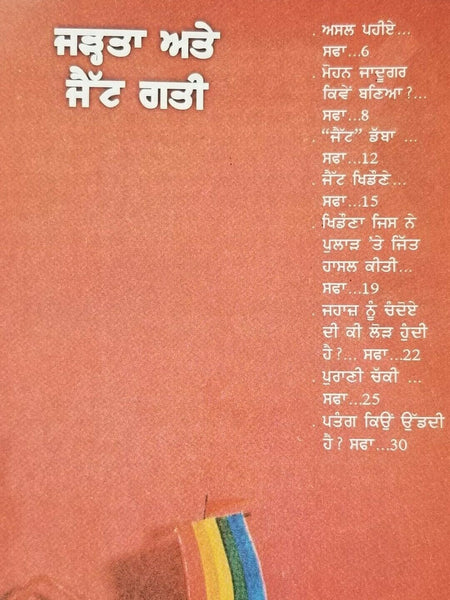 ਜੜ੍ਹਤਾ ਅਤੇ
ਜੈੱਟ ਗਤੀ
. ਅਸਲ ਪਹੀਏ...
ਸਫਾ...6
. ਮੋਹਨ ਜਾਦੂਗਰ
ਕਿਵੇਂ ਬਣਿਆ?...
ਸਫਾ...8
. “ਜੈੱਟ” ਡੱਬਾ ...
ਸਫਾ...12
. ਜੈੱਟ ਖਿਡੌਣੇ...
ਸਫਾ...15
. ਖਿਡੌਣਾ ਜਿਸ ਨੇ
ਪੁਲਾੜ 'ਤੇ ਜਿੱਤ
ਹਾਸਲ ਕੀਤੀ...
ਸਫਾ...19
. ਜਹਾਜ਼ ਨੂੰ ਚੰਦੋਏ
ਦੀ ਕੀ ਲੋੜ ਹੁੰਦੀ
ਹੈ?... ਸਫਾ...22
. ਪੁਰਾਣੀ ਚੱਕੀ ...
ਸਫਾ...25
. ਪਤੰਗ ਕਿਉਂ ਉੱਡਦੀ
ਹੈ? ਸਫਾ...30